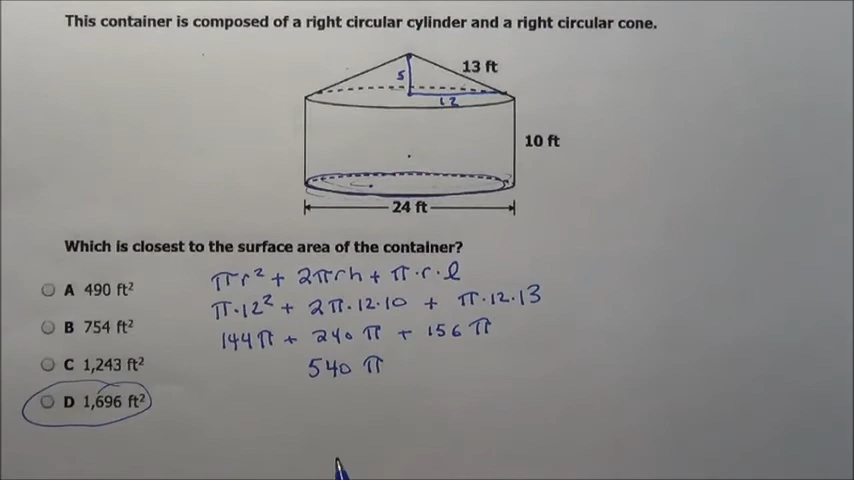 This container is composed of a right circular cylinder and a right circular cone.
13 ft
5
12
10 ft
24 ft
Which is closest to the surface area of the container?
A 490 ft²
B 754 ft²
C 1,243 ft²
D 1,696 ft²
πr² + 2πrh + π·r·l
π·12² + 2π·12·10 + π·12·13
144π + 240π + 156π
540π